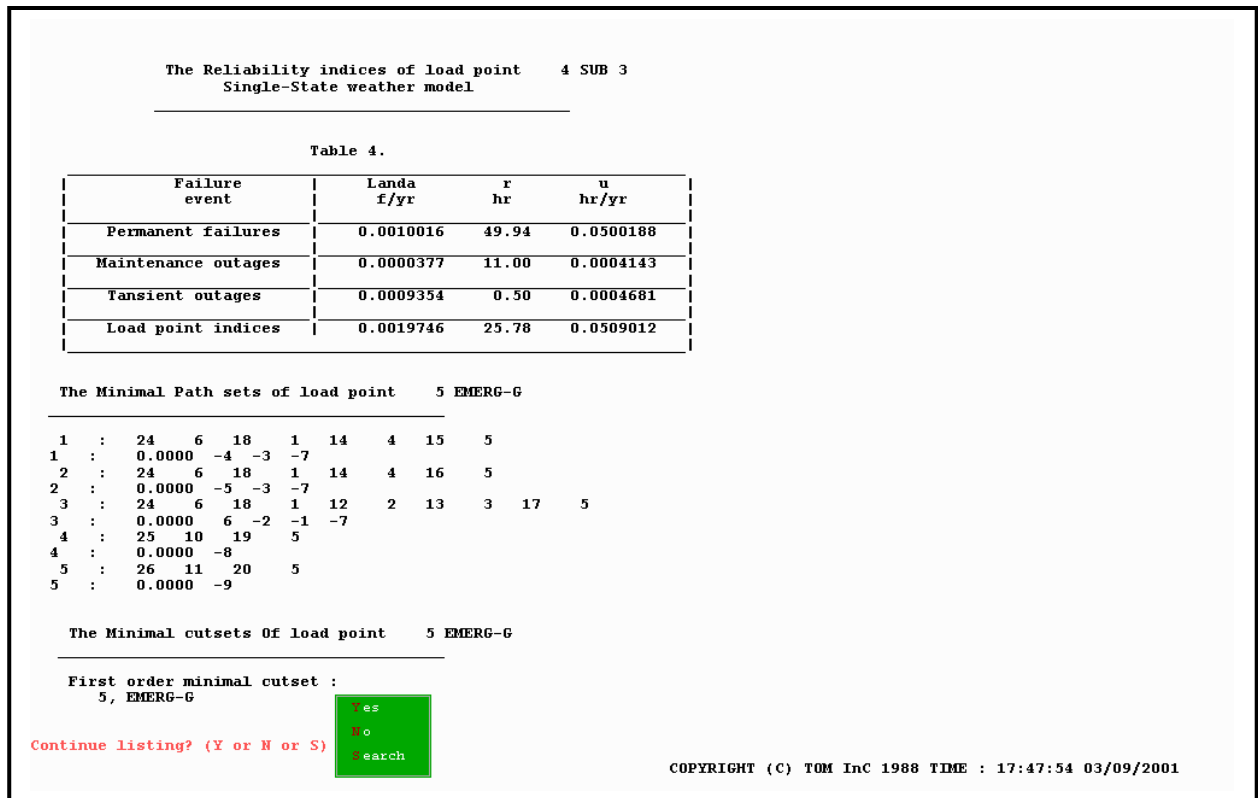 The Reliability indices of load point 4 SUB 3
Single-State weather model
Table 4.
Failure Landa r u
event f/yr hr hr/yr
Permanent failures 0.0010016 49.94 0.0500188
Maintenance outages 0.0000377 11.00 0.0004143
Tansient outages 0.0009354 0.50 0.0004681
Load point indices 0.0019746 25.78 0.0509012
The Minimal Path sets of load point 5 EMERG-G
1 : 24 6 18 1 14 4 15 5
1 : 0.0000 -4 -3 -7
2 : 24 6 18 1 14 4 16 5
2 : 0.0000 -5 -3 -7
3 : 24 6 18 1 12 2 13 3 17 5
3 : 0.0000 6 -2 -1 -7
4 : 25 10 19 5
4 : 0.0000 -8
5 : 26 11 20 5
5 : 0.0000 -9
The Minimal cutsets Of load point 5 EMERG-G
First order minimal cutset :
5, EMERG-G
Yes
No
Continue listing? (Y or N or S)
Search
COPYRIGHT (C) TOM InC 1988 TIME : 17:47:54 03/09/2001